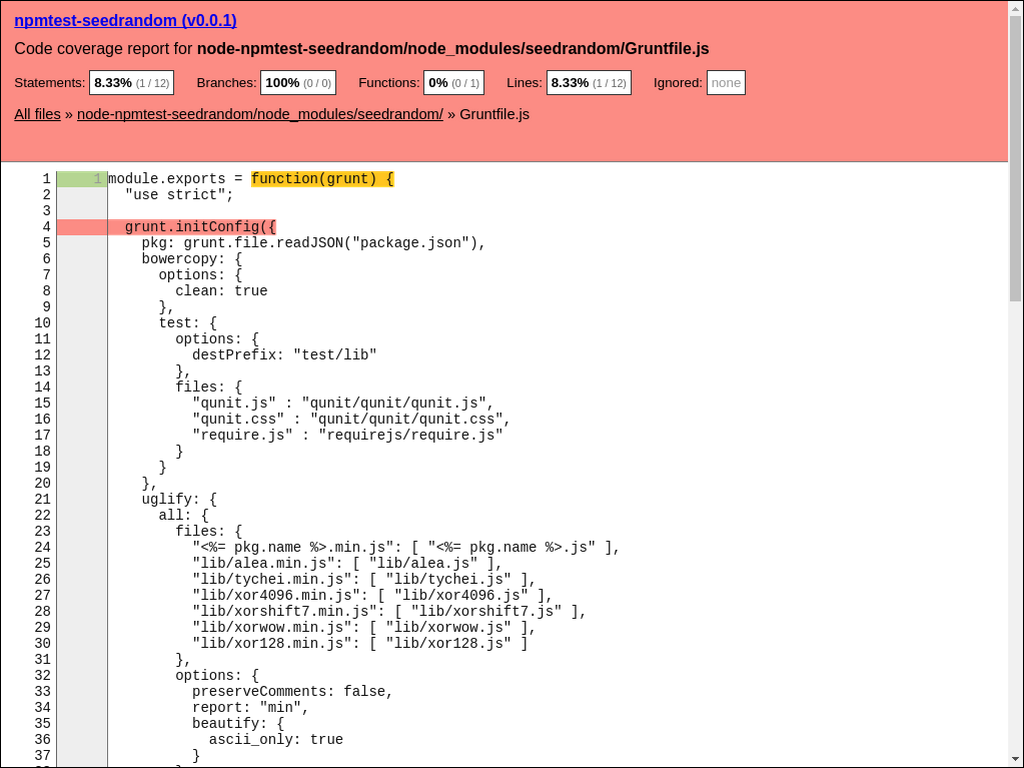 npmtest-seedrandom (v0.0.1)
Code coverage report for node-npmtest-seedrandom/node_modules/seedrandom/Gruntfile.js
Statements: 8.33% (1 / 12) Branches: 100% (0 / 0) Functions: 0% (0 / 1) Lines: 8.33% (1 / 12) Ignored: none
All files » node-npmtest-seedrandom/node_modules/seedrandom/ » Gruntfile.js
1 1 module.exports = function(grunt) {
2 "use strict";
3
4 grunt.initConfig({
5 pkg: grunt.file.readJSON("package.json"),
6 bowercopy: {
7 options: {
8 clean: true
9 },
10 test: {
11 options: {
12 destPrefix: "test/lib"
13 },
14 files: {
15 "qunit.js" : "qunit/qunit/qunit.js",
16 "qunit.css" : "qunit/qunit/qunit.css",
17 "require.js" : "requirejs/require.js"
18 }
19 }
20 },
21 uglify: {
22 all: {
23 files: {
24 "<%= pkg.name %>.min.js": [ "<%= pkg.name %>.js" ],
25 "lib/alea.min.js": [ "lib/alea.js" ],
26 "lib/tychei.min.js": [ "lib/tychei.js" ],
27 "lib/xor4096.min.js": [ "lib/xor4096.js" ],
28 "lib/xorshift7.min.js": [ "lib/xorshift7.js" ],
29 "lib/xorwow.min.js": [ "lib/xorwow.js" ],
30 "lib/xor128.min.js": [ "lib/xor128.js" ]
31 },
32 options: {
33 preserveComments: false,
34 report: "min",
35 beautify: {
36 ascii_only: true
37 }